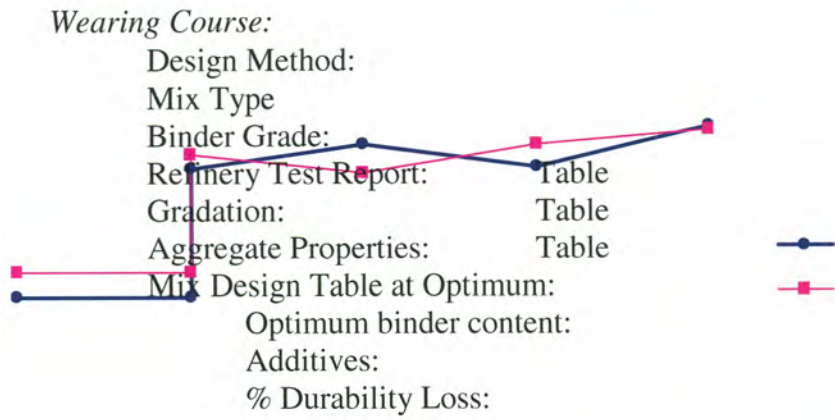 Wearing Course:
Design Method:
Mix Type
Binder Grade:
Refinery Test Report: Table
Gradation: Table
Aggregate Properties: Table
Mix Design Table at Optimum:
Optimum binder content:
Additives:
% Durability Loss: